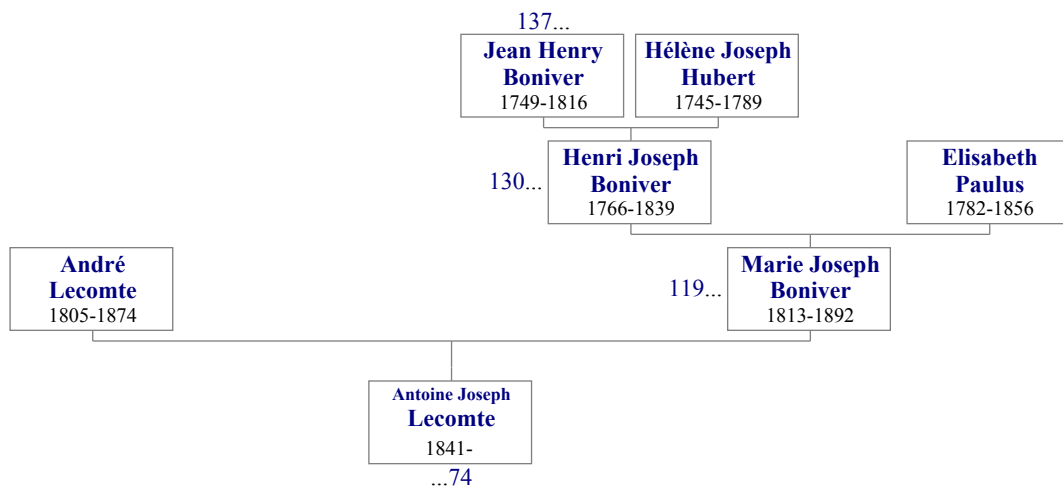 137...
Jean Henry
Boniver
1749-1816
Hélène Joseph
Hubert
1745-1789
130...
Henri Joseph
Boniver
1766-1839
Elisabeth
Paulus
1782-1856
André
Lecomte
1805-1874
119...
Marie Joseph
Boniver
1813-1892
Antoine Joseph
Lecomte
1841-
...74